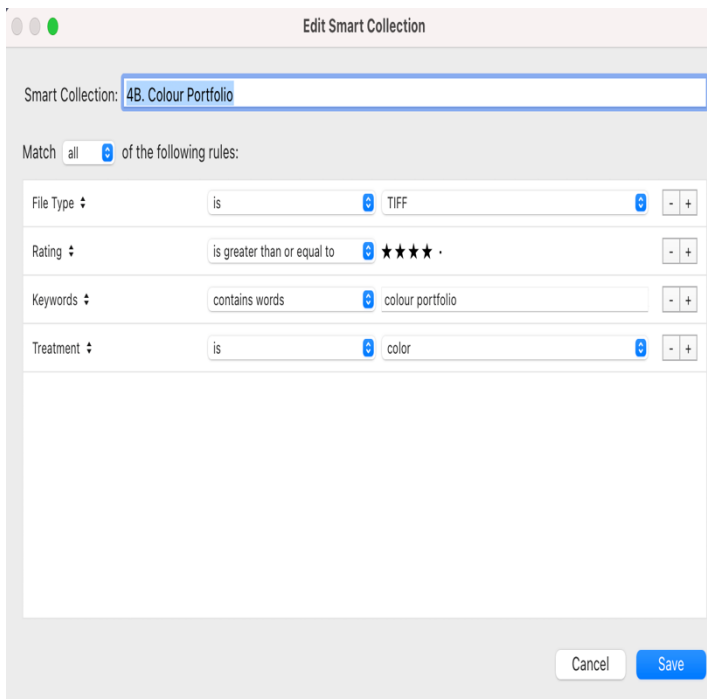 Edit Smart Collection
Smart Collection: 4B. Colour Portfolio
Match all of the following rules:
File Type is TIFF - +
Rating is greater than or equal to ★★★★ · - +
Keywords contains words colour portfolio - +
Treatment is color - +
Cancel Save